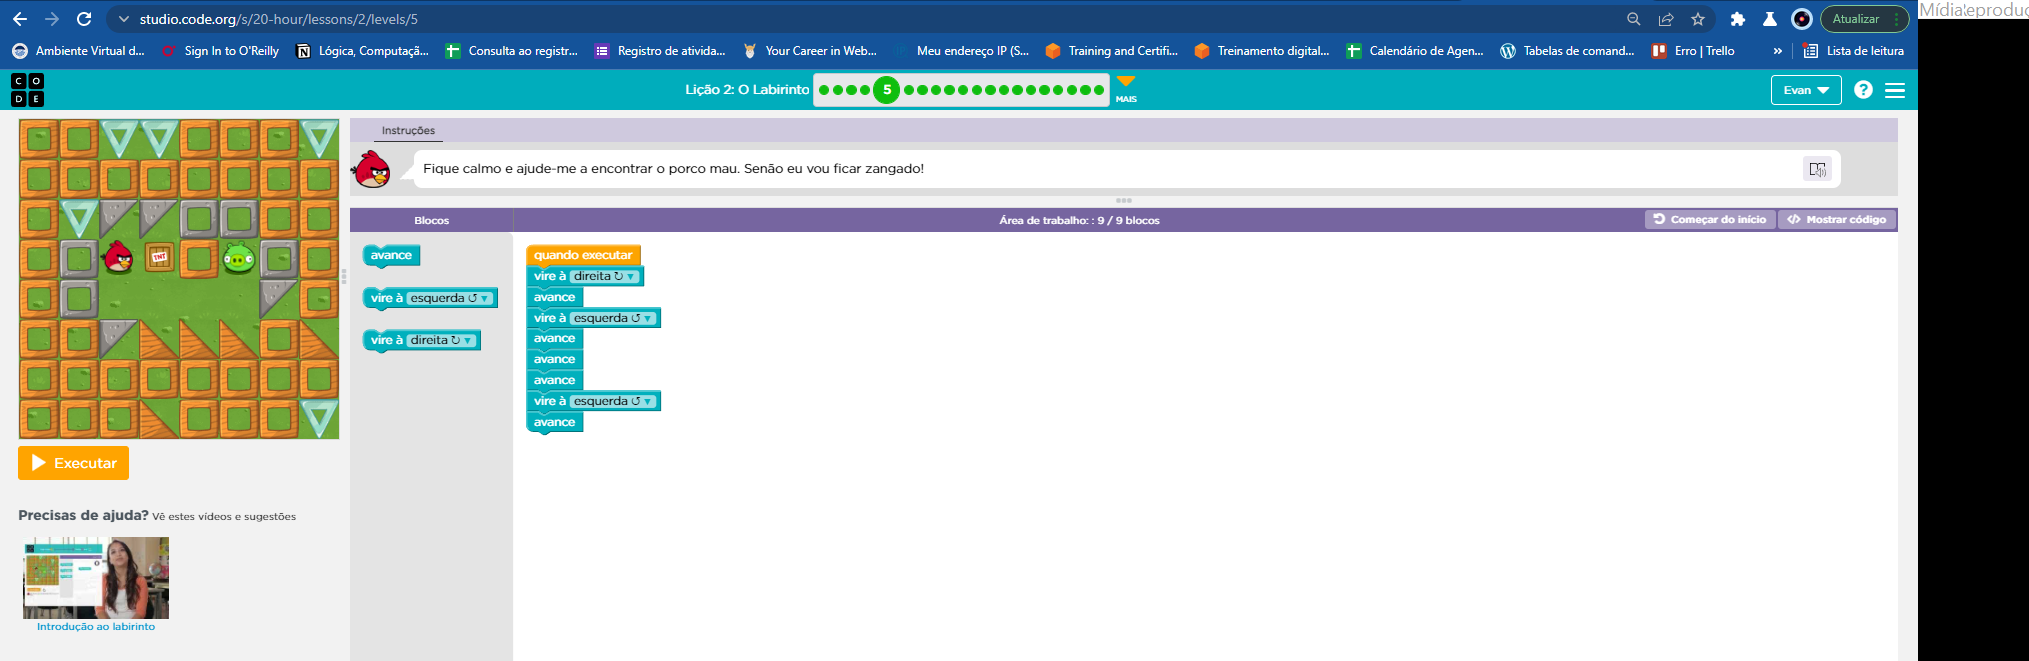 Mídia
eproduç
studio.code.org/s/20-hour/lessons/2/levels/5
Atualizar
Ambiente Virtual d...
Sign In to O'Reilly
Lógica, Computaçã...
Consulta ao registr...
Registro de ativida...
Your Career in Web...
Meu endereço IP (S...
Training and Certifi...
Treinamento digital...
Calendário de Agen...
Tabelas de comand...
Erro | Trello
»
Lista de leitura
C O
D E
Lição 2: O Labirinto
5
MAIS
Evan
?
Instruções
Fique calmo e ajude-me a encontrar o porco mau. Senão eu vou ficar zangado!
Blocos
Área de trabalho: : 9 / 9 blocos
Começar do início
</> Mostrar código
TNT
avance
vire à esquerda ↺ ▼
vire à direita ↻ ▼
quando executar
vire à direita ↻ ▼
avance
vire à esquerda ↺ ▼
avance
avance
avance
vire à esquerda ↺ ▼
avance
Executar
Precisas de ajuda? Vê estes vídeos e sugestões
Introdução ao labirinto